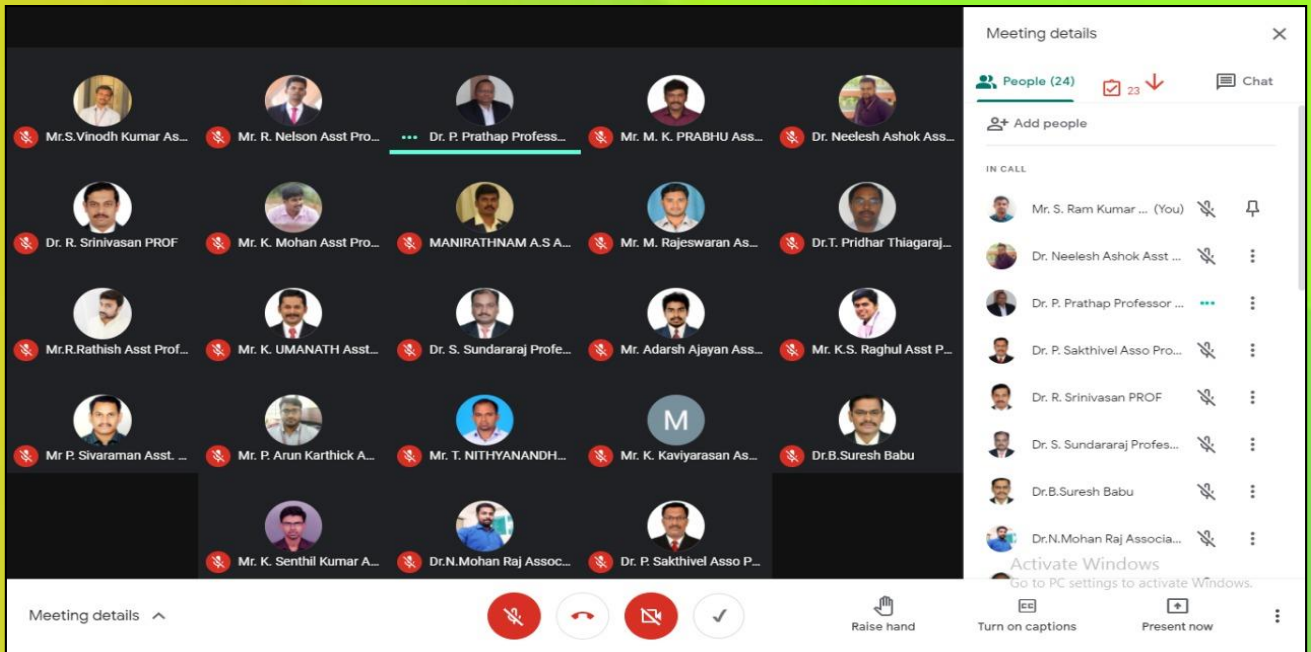 Mr.S.Vinodh Kumar As...
Mr. R. Nelson Asst Pro...
Dr. P. Prathap Profess...
Mr. M. K. PRABHU Ass...
Dr. Neelesh Ashok Ass...
Dr. R. Srinivasan PROF
Mr. K. Mohan Asst Pro...
MANIRATHNAM A.S A...
Mr. M. Rajeswaran As...
Dr.T. Pridhar Thiagaraj...
Mr.R.Rathish Asst Prof...
Mr. K. UMANATH Asst...
Dr. S. Sundararaj Profe...
Mr. Adarsh Ajayan Ass...
Mr. K.S. Raghul Asst P...
Mr P. Sivaraman Asst. ...
Mr. P. Arun Karthick A...
Mr. T. NITHYANANDH...
M
Mr. K. Kaviyarasan As...
Dr.B.Suresh Babu
Mr. K. Senthil Kumar A...
Dr.N.Mohan Raj Assoc...
Dr. P. Sakthivel Asso P...
Meeting details
People (24)
23
Chat
Add people
IN CALL
Mr. S. Ram Kumar ... (You)
Dr. Neelesh Ashok Asst ...
Dr. P. Prathap Professor ...
Dr. P. Sakthivel Asso Pro...
Dr. R. Srinivasan PROF
Dr. S. Sundararaj Profes...
Dr.B.Suresh Babu
Dr.N.Mohan Raj Associa...
Activate Windows
Go to PC settings to activate Windows.
Meeting details
Raise hand
CC
Turn on captions
Present now